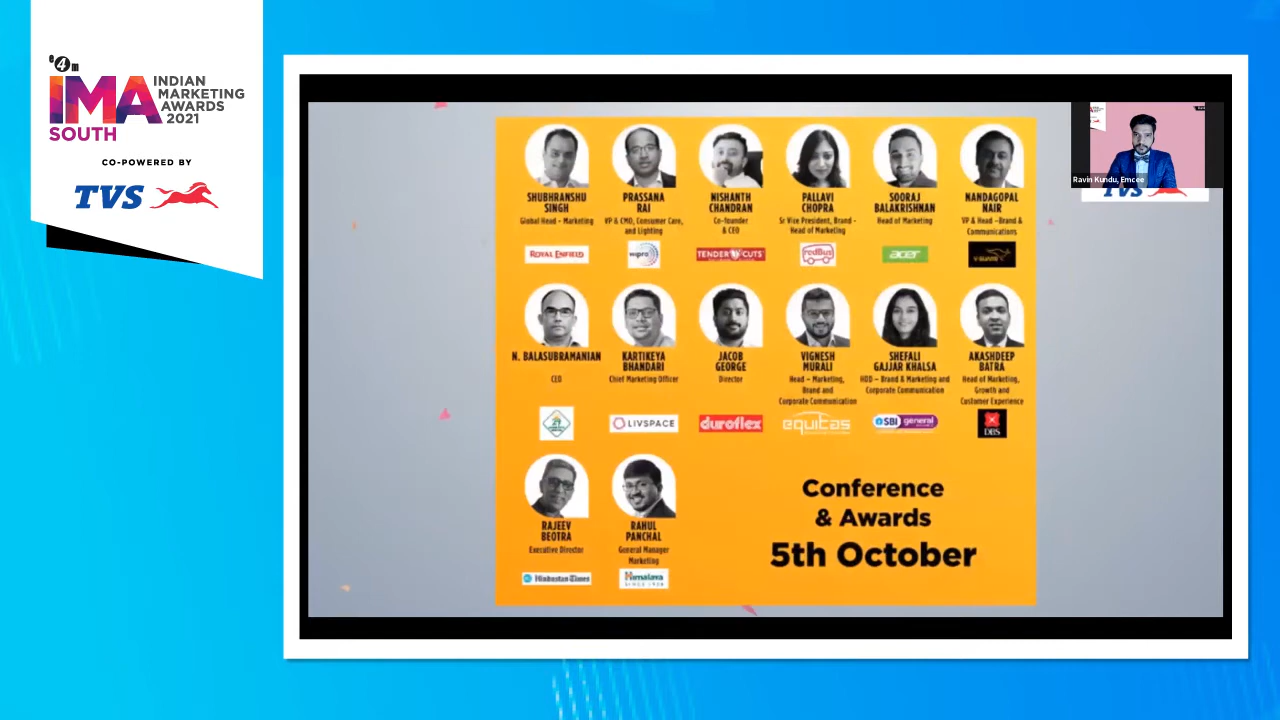 e4m
IMA
INDIAN
MARKETING
AWARDS
2021
SOUTH
CO-POWERED BY
TVS
Ravin Kundu, Emcee
TVS
SHUBHRANSHU
SINGH
Global Head - Marketing
ROYAL ENFIELD
PRASSANA
RAI
VP & CMO, Consumer Care,
and Lighting
wipro
NISHANTH
CHANDRAN
Co-founder
& CEO
TENDER CUTS
PALLAVI
CHOPRA
Sr Vice President, Brand -
Head of Marketing
redBus
SOORAJ
BALAKRISHNAN
Head of Marketing
acer
NANDAGOPAL
NAIR
VP & Head –Brand &
Communications
V-GUARD
N. BALASUBRAMANIAN
CEO
KARTIKEYA
BHANDARI
Chief Marketing Officer
LIVSPACE
JACOB
GEORGE
Director
duroflex
VIGNESH
MURALI
Head – Marketing,
Brand and
Corporate Communication
equitas
SHEFALI
GAJJAR KHALSA
HOD – Brand & Marketing and
Corporate Communication
SBI general
AKASHDEEP
BATRA
Head of Marketing,
Growth and
Customer Experience
DBS
RAJEEV
BEOTRA
Executive Director
Hindustan Times
RAHUL
PANCHAL
General Manager
Marketing
Himalaya
SINCE 1930
Conference
& Awards
5th October